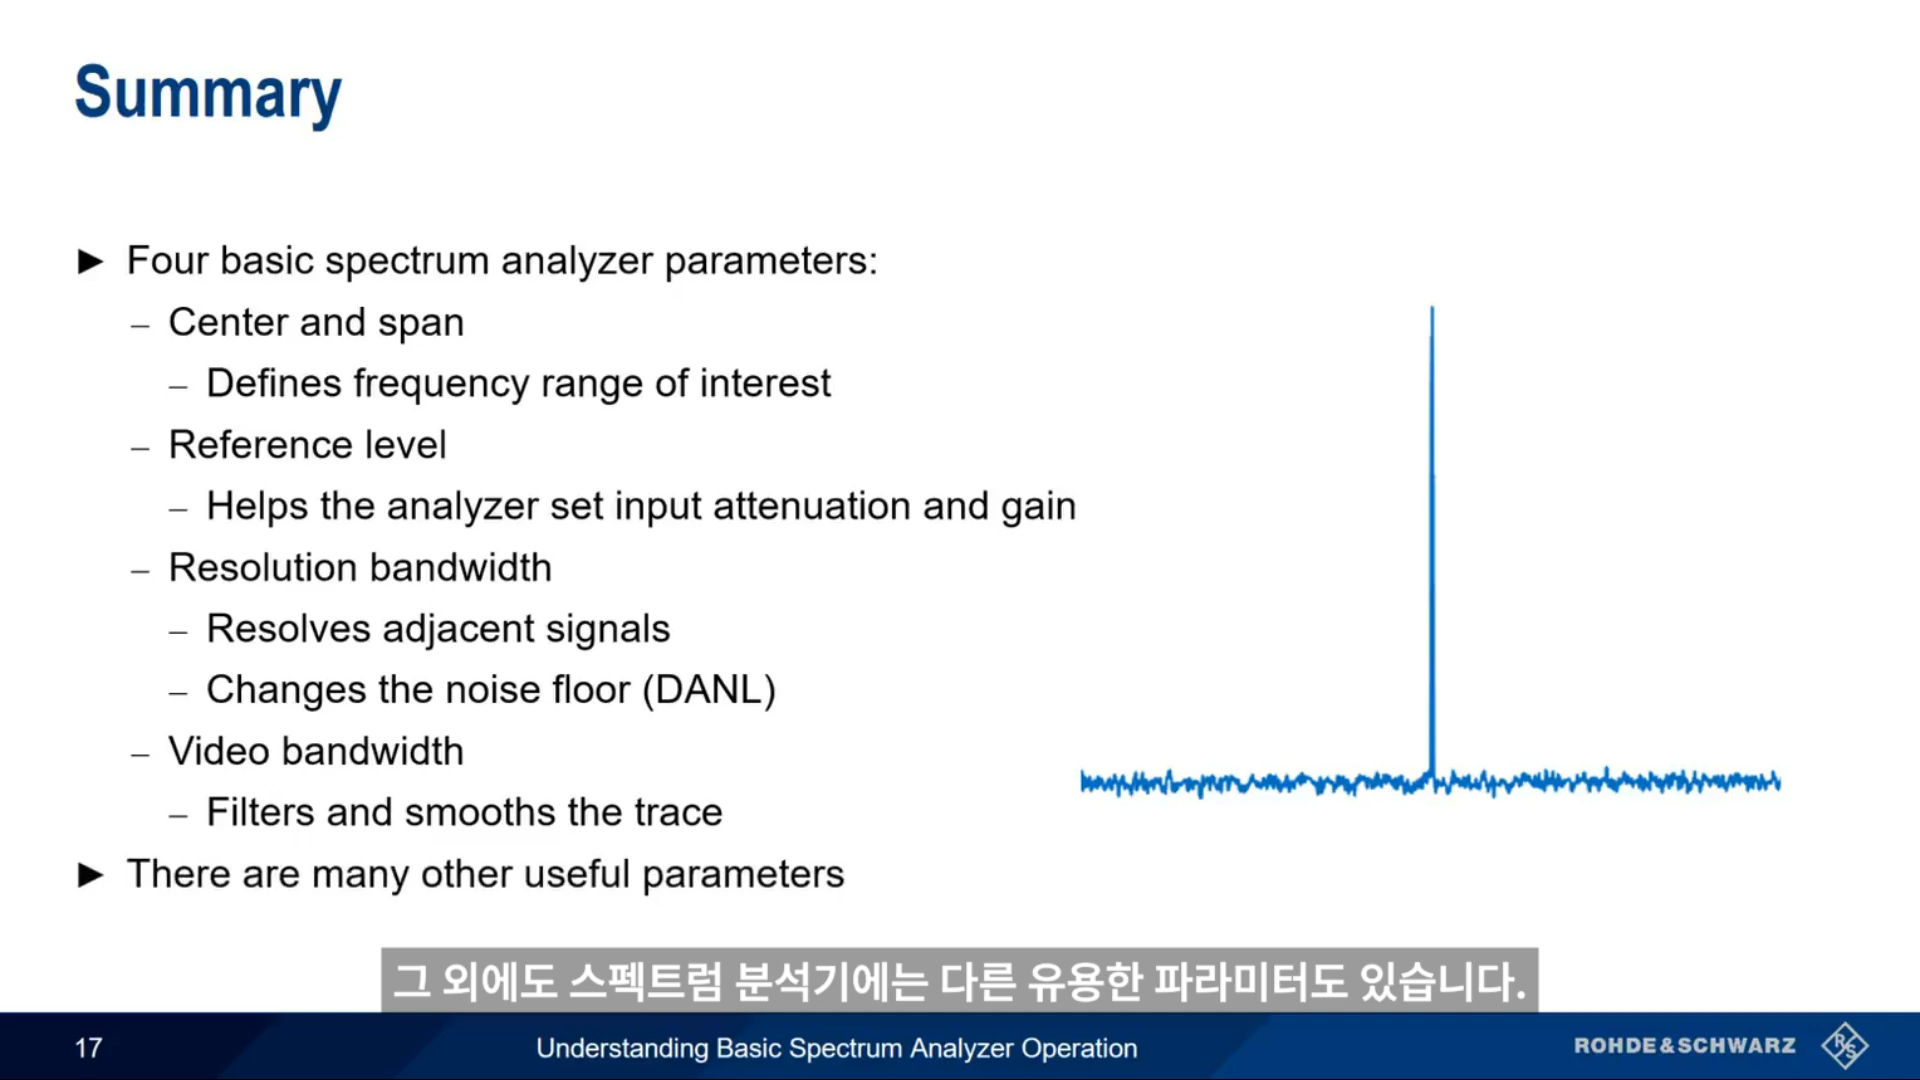 Summary
► Four basic spectrum analyzer parameters:
– Center and span
– Defines frequency range of interest
– Reference level
– Helps the analyzer set input attenuation and gain
– Resolution bandwidth
– Resolves adjacent signals
– Changes the noise floor (DANL)
– Video bandwidth
– Filters and smooths the trace
► There are many other useful parameters
그 외에도 스펙트럼 분석기에는 다른 유용한 파라미터도 있습니다.
17
Understanding Basic Spectrum Analyzer Operation
ROHDE&SCHWARZ
R&S